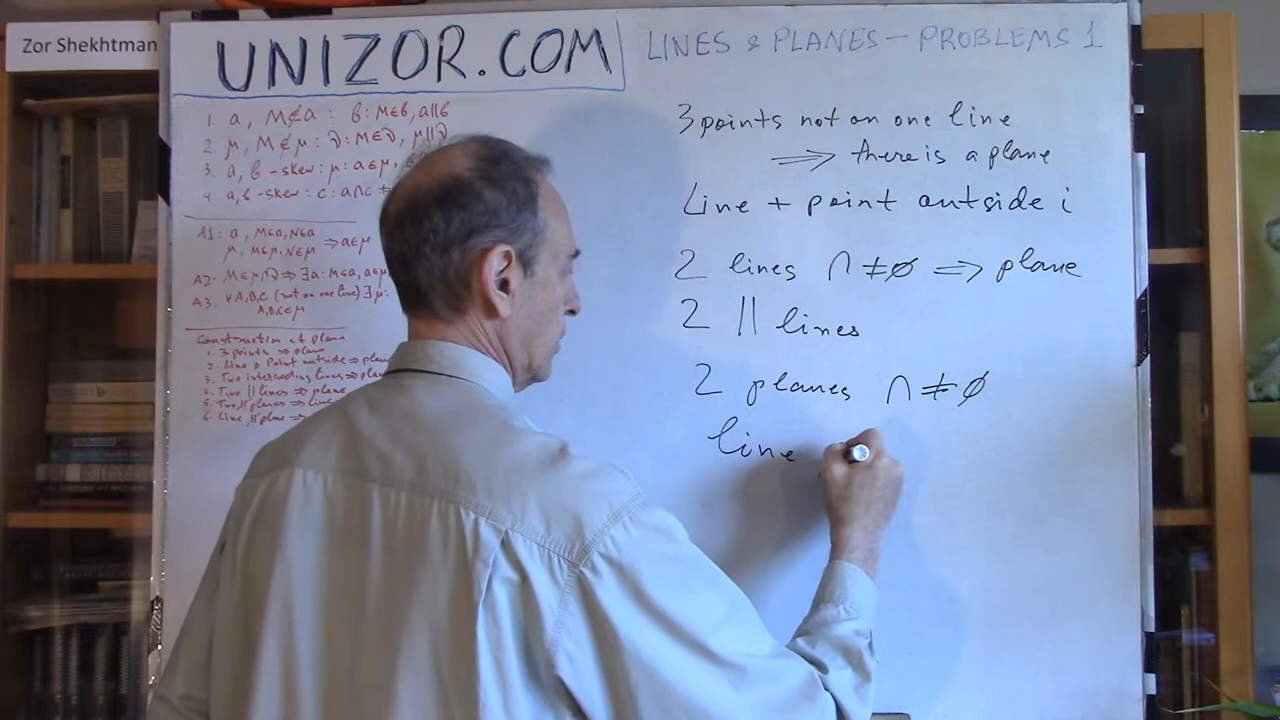 Zor Shekhtman
UNIZOR.COM
LINES & PLANES — PROBLEMS 1
1. a, M∉a : b: M∈b, a||b
2. μ, M∉μ: ν: M∈ν, μ||ν
3. a, b - skew: μ: a∈μ,
4. a, b - skew: c: a∩c ≠
A1: a, M∈a, N∈a
μ, M∈μ, N∈μ ⇒ a∈μ
A2. M∈μ∩ν ⇒ ∃a: M∈a, a∈μ
A3. ∀A,B,C (not on one line) ∃μ:
A,B,C∈μ
Construction of plane
1. 3 points ⇒ plane
2. Line & Point outside ⇒ plane
3. Two intersecting lines ⇒ plan
4. Two || lines ⇒ plane
5. Two planes ⇒ line
6. Line, plane ⇒
3 points not on one line
⟹ there is a plane
Line + point outside i
2 lines ∩ ≠ ∅ ⟹ plane
2 || lines
2 planes ∩ ≠ ∅
line